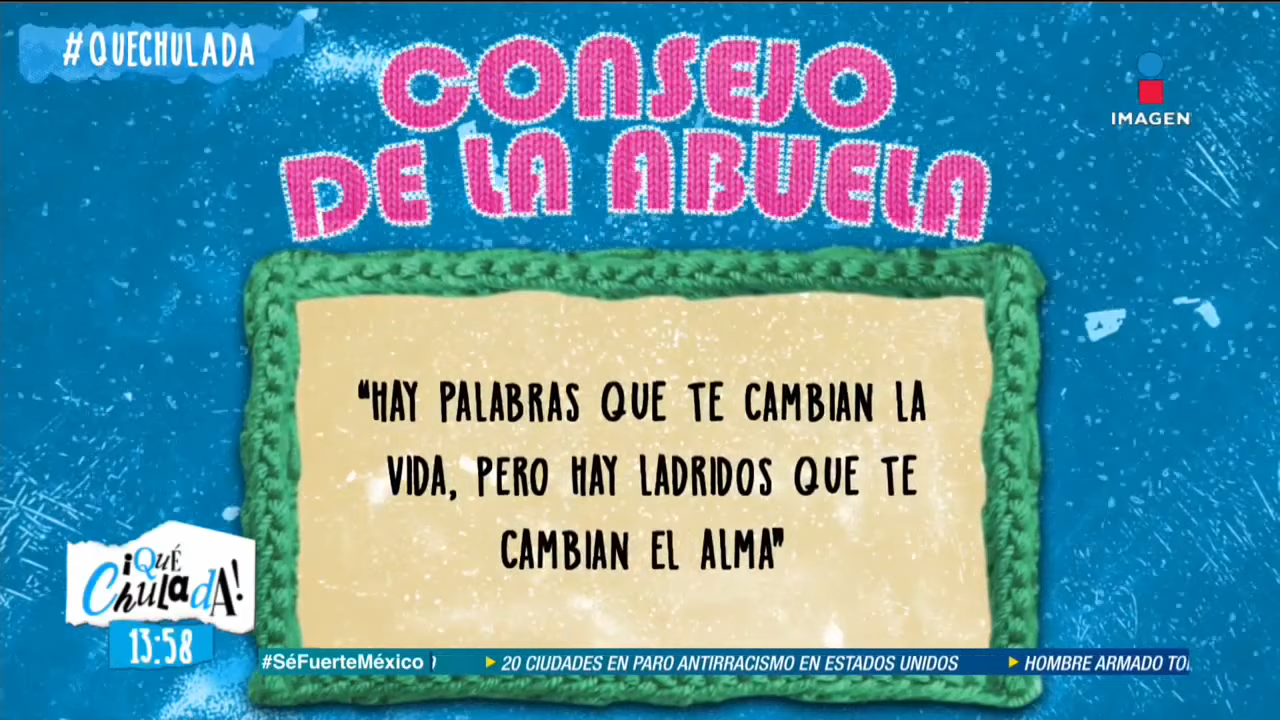 #QUECHULADA
CONSEJO
DE LA ABUELA
IMAGEN
“HAY PALABRAS QUE TE CAMBIAN LA
VIDA, PERO HAY LADRIDOS QUE TE
CAMBIAN EL ALMA”
¡QUÉ
CHULADA!
13:58
#SéFuerteMéxico 20 CIUDADES EN PARO ANTIRRACISMO EN ESTADOS UNIDOS HOMBRE ARMADO